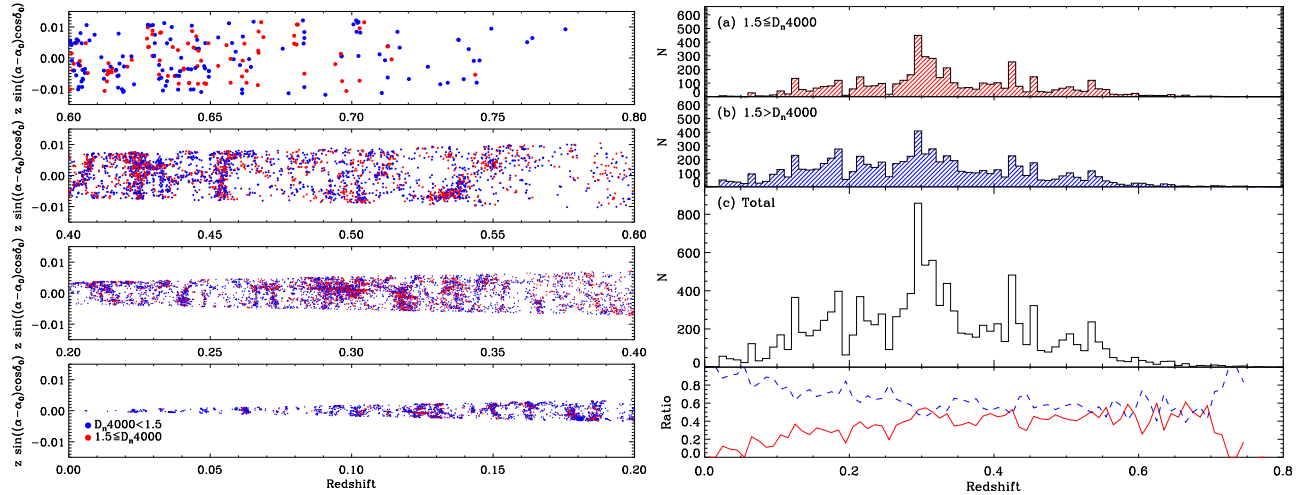 z sin((α−α₀)cosδ₀)
0.01
0.00
−0.01
0.60 0.65 0.70 0.75 0.80
z sin((α−α₀)cosδ₀)
0.01
0.00
−0.01
0.40 0.45 0.50 0.55 0.60
z sin((α−α₀)cosδ₀)
0.01
0.00
−0.01
0.20 0.25 0.30 0.35 0.40
z sin((α−α₀)cosδ₀)
0.01
0.00
−0.01
Dₙ4000<1.5
1.5≦Dₙ4000
0.00 0.05 0.10 0.15 0.20
Redshift
(a) 1.5≦Dₙ4000
N
600
500
400
300
200
100
0
(b) 1.5>Dₙ4000
N
600
500
400
300
200
100
0
(c) Total
N
800
600
400
200
0
Ratio
0.8
0.6
0.4
0.2
0.0
0.0 0.2 0.4 0.6 0.8
Redshift